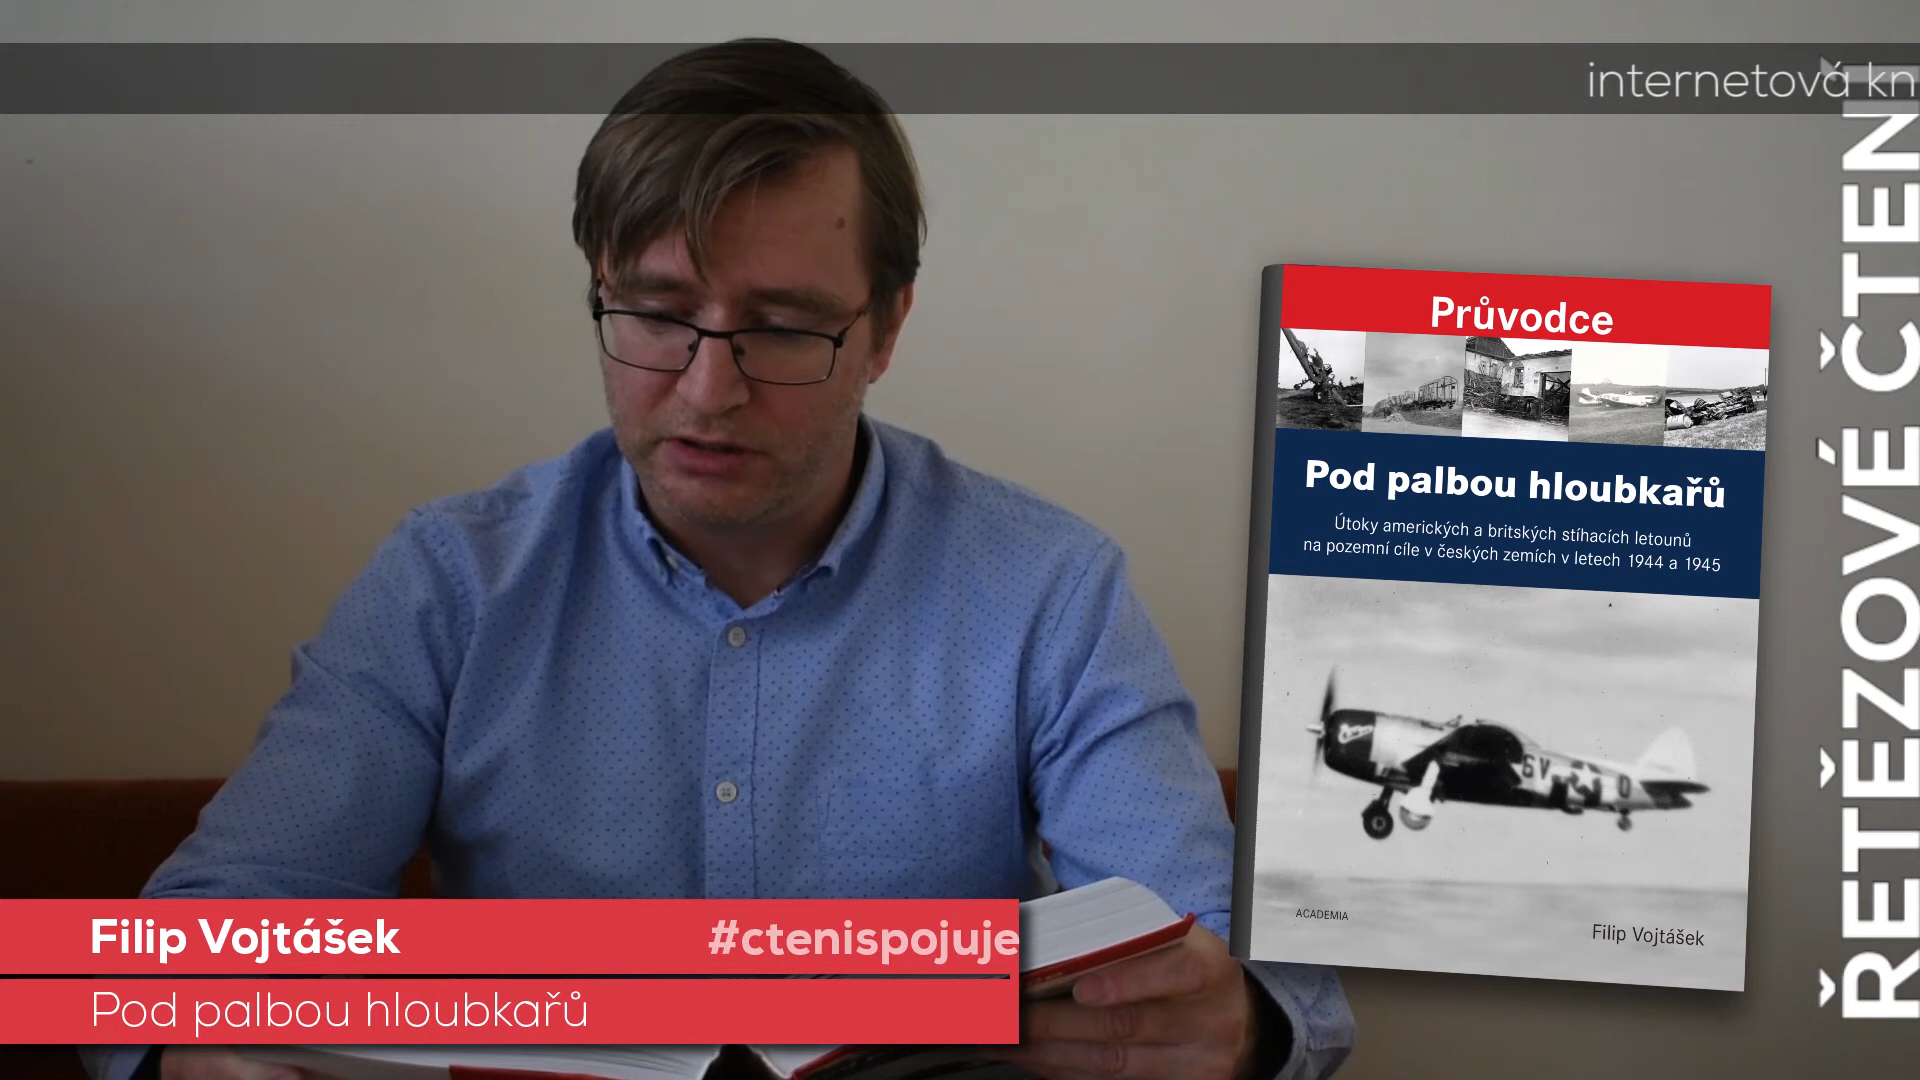 internetová kn
ŘETĚZOVÉ ČTENÍ
Průvodce
Pod palbou hloubkařů
Útoky amerických a britských stíhacích letounů
na pozemní cíle v českých zemích v letech 1944 a 1945
6V
D
ACADEMIA
Filip Vojtášek
Filip Vojtášek
#ctenispojuje
Pod palbou hloubkařů